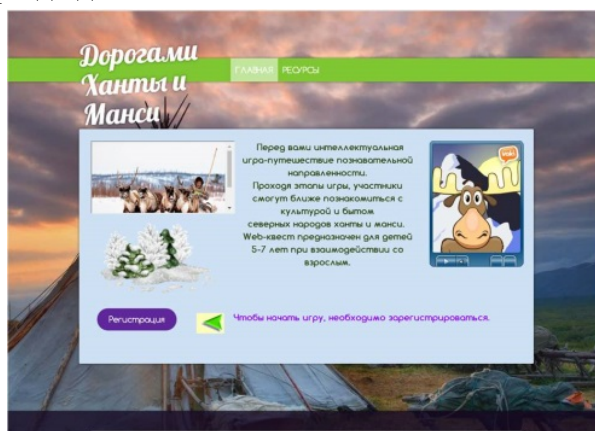 Дорогами
Ханты и
Манси
ГЛАВНАЯ РЕСУРСЫ
Перед вами интеллектуальная
игра-путешествие познавательной
направленности.
Проходя этапы игры, участники
смогут ближе познакомиться с
культурой и бытом
северных народов ханты и манси.
Web-квест предназначен для детей
5-7 лет при взаимодействии со
взрослым.
Регистрация
Чтобы начать игру, необходимо зарегистрироваться.